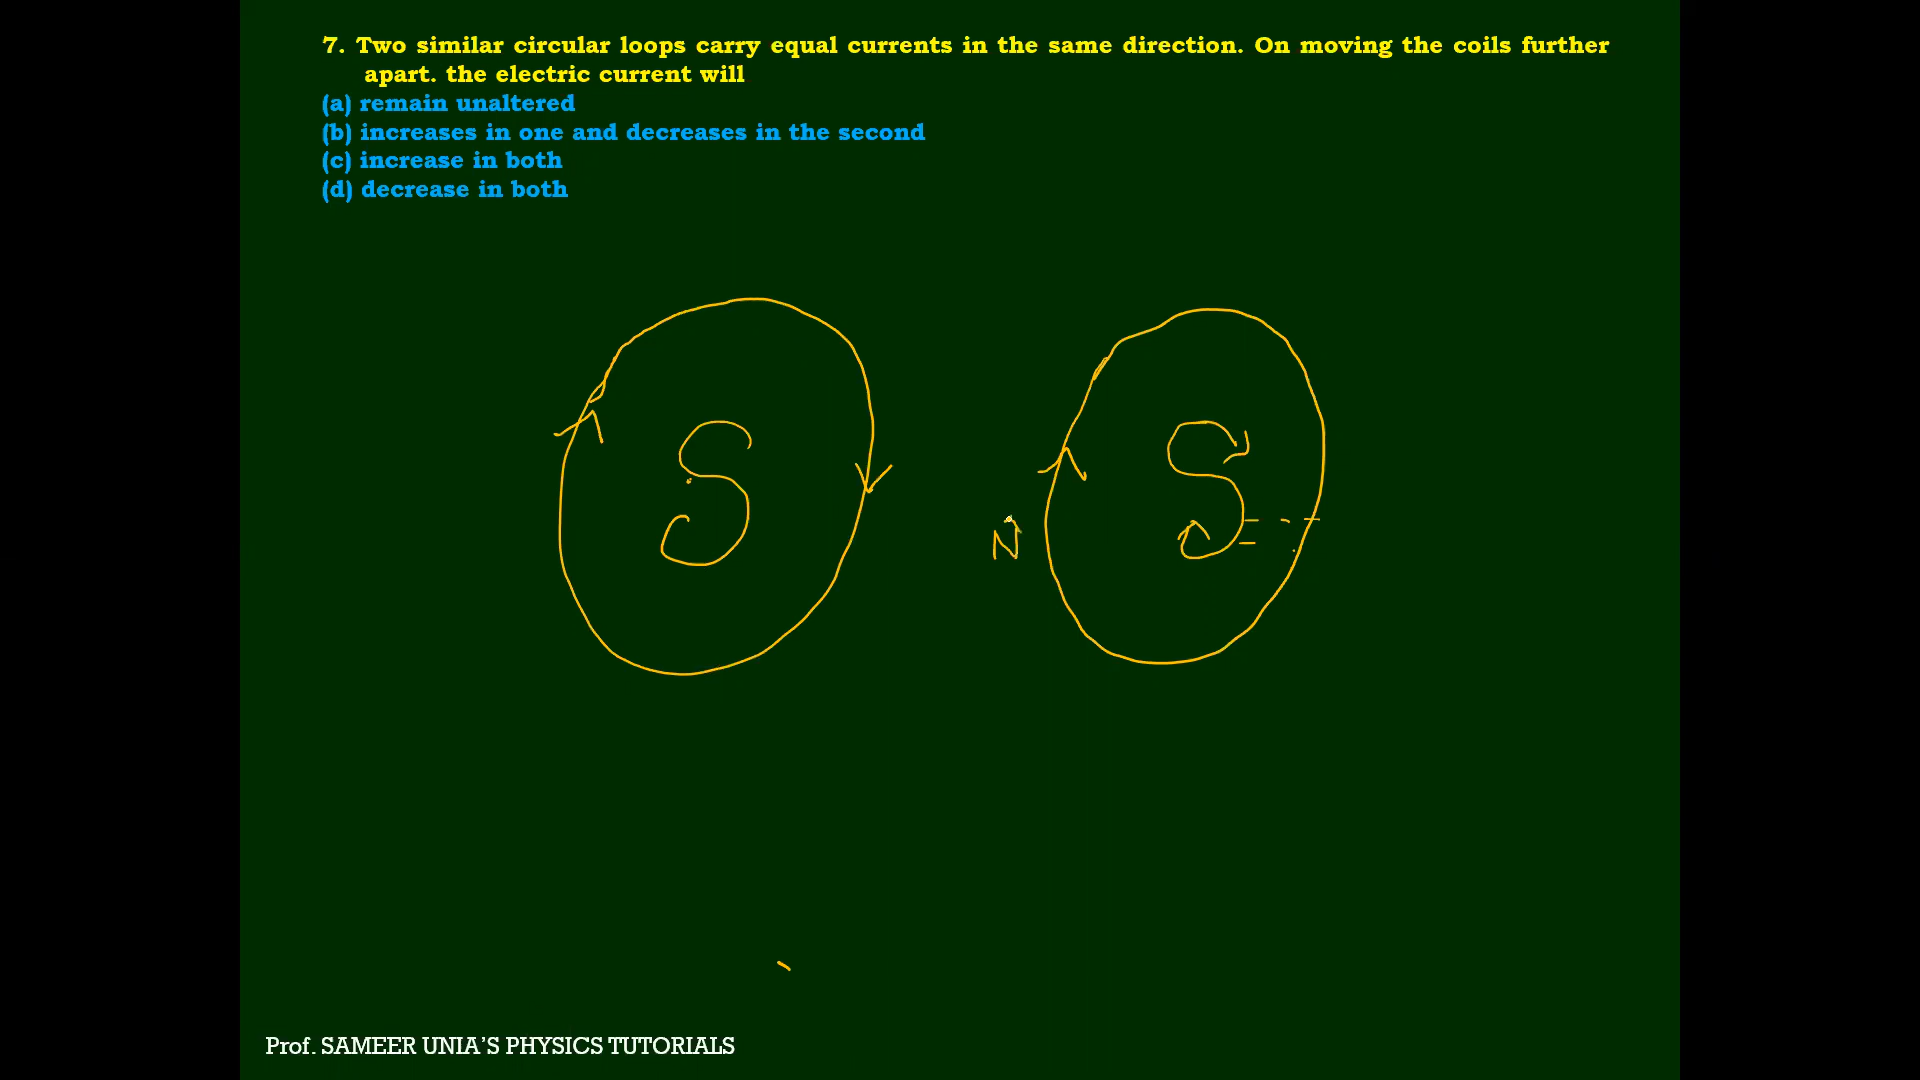 7. Two similar circular loops carry equal currents in the same direction. On moving the coils further
apart. the electric current will
(a) remain unaltered
(b) increases in one and decreases in the second
(c) increase in both
(d) decrease in both
S
N
S
Prof. SAMEER UNIA'S PHYSICS TUTORIALS